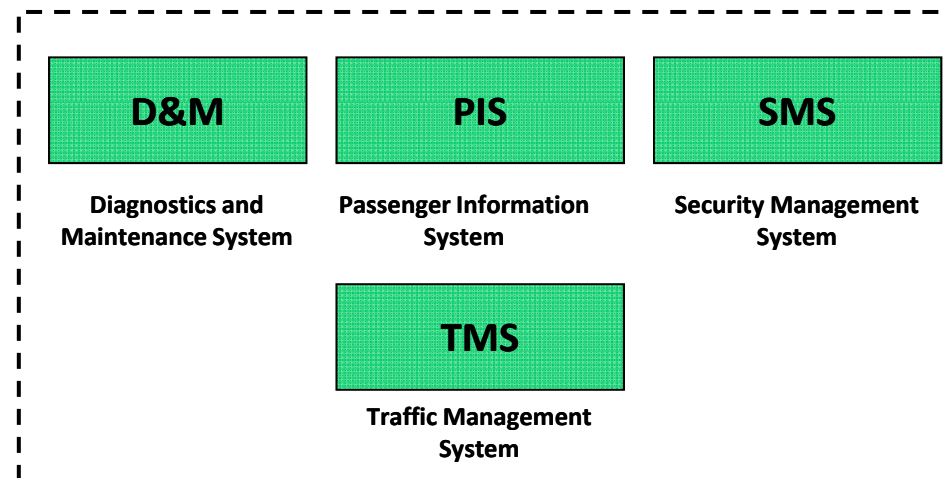 D&M
PIS
SMS
Diagnostics and
Maintenance System
Passenger Information
System
Security Management
System
TMS
Traffic Management
System